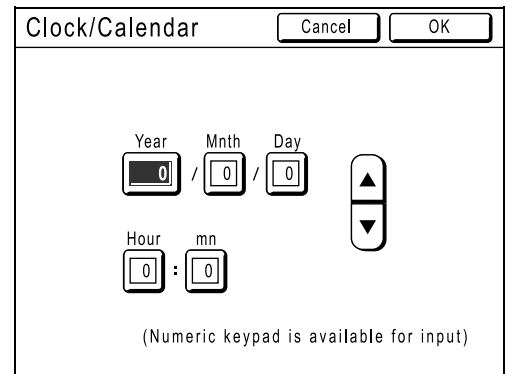 Clock/Calendar Cancel OK
Year Mnth Day
0 / 0 / 0
Hour mn
0 : 0
(Numeric keypad is available for input)